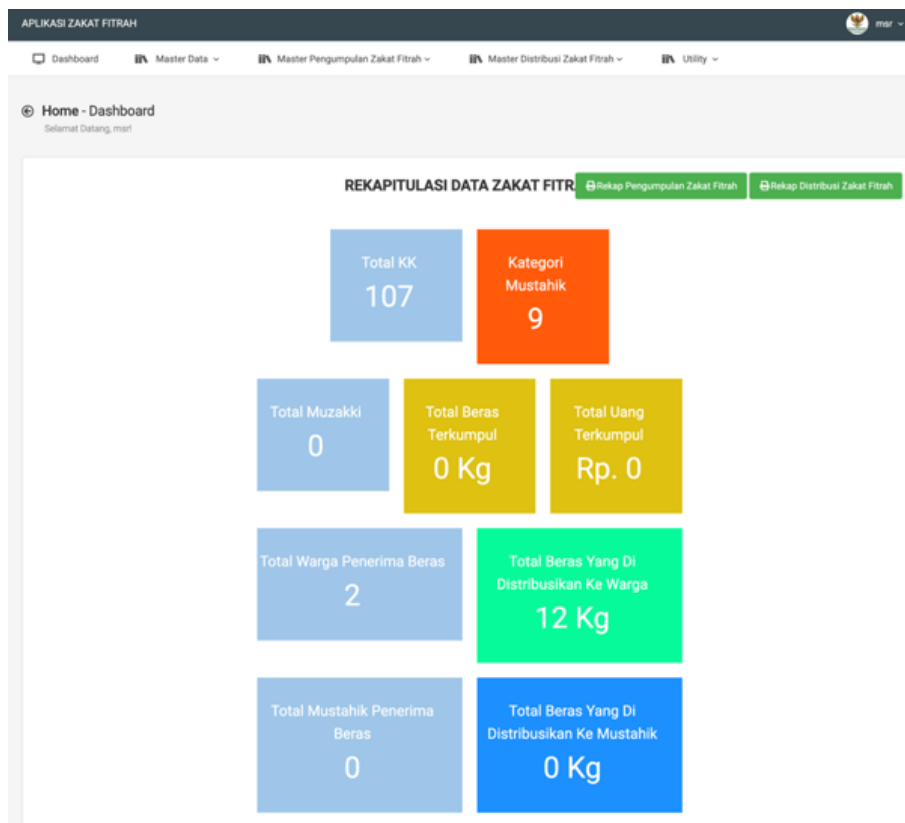 APLIKASI ZAKAT FITRAH
msr
Dashboard
Master Data
Master Pengumpulan Zakat Fitrah
Master Distribusi Zakat Fitrah
Utility
Home - Dashboard
Selamat Datang, msr!
REKAPITULASI DATA ZAKAT FITR
Rekap Pengumpulan Zakat Fitrah
Rekap Distribusi Zakat Fitrah
Total KK
107
Kategori
Mustahik
9
Total Muzakki
0
Total Beras
Terkumpul
0 Kg
Total Uang
Terkumpul
Rp. 0
Total Warga Penerima Beras
2
Total Beras Yang Di
Distribusikan Ke Warga
12 Kg
Total Mustahik Penerima
Beras
0
Total Beras Yang Di
Distribusikan Ke Mustahik
0 Kg